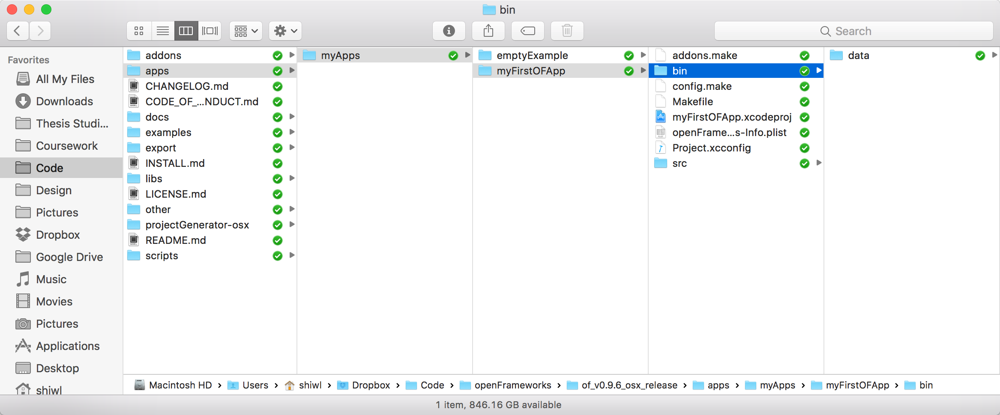 bin
Search
Favorites
All My Files
Downloads
Thesis Studi...
Coursework
Code
Design
Pictures
Dropbox
Google Drive
Music
Movies
Pictures
Applications
Desktop
shiwl
addons
apps
CHANGELOG.md
CODE_OF_...NDUCT.md
docs
examples
export
INSTALL.md
libs
LICENSE.md
other
projectGenerator-osx
README.md
scripts
myApps
emptyExample
myFirstOFApp
addons.make
bin
config.make
Makefile
myFirstOFApp.xcodeproj
openFrame...s-Info.plist
Project.xcconfig
src
data
Macintosh HD › Users › shiwl › Dropbox › Code › openFrameworks › of_v0.9.6_osx_release › apps › myApps › myFirstOFApp › bin
1 item, 846.16 GB available